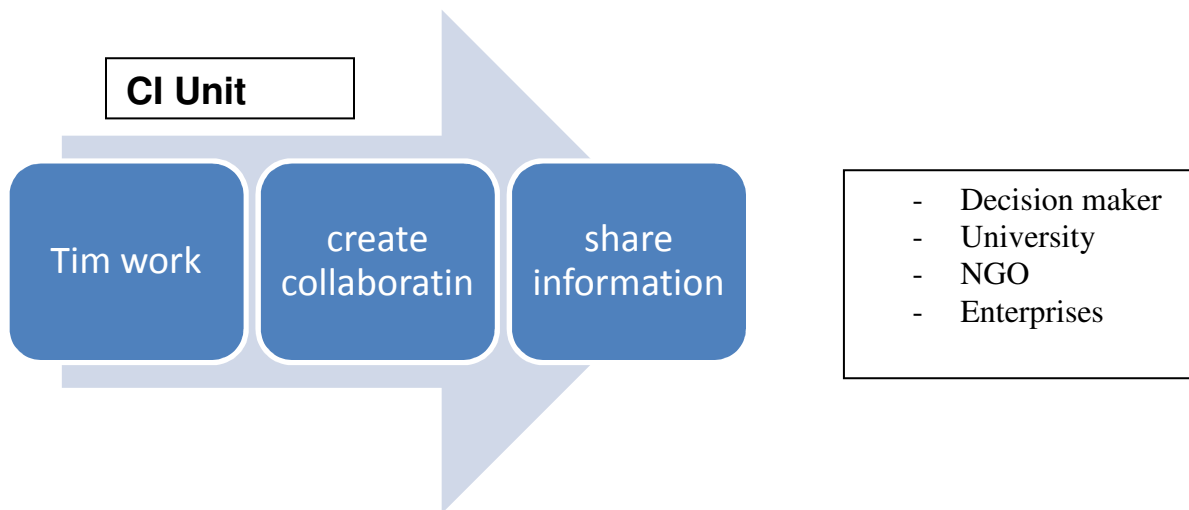 CI Unit
Tim work
create
collaboratin
share
information
- Decision maker
- University
- NGO
- Enterprises